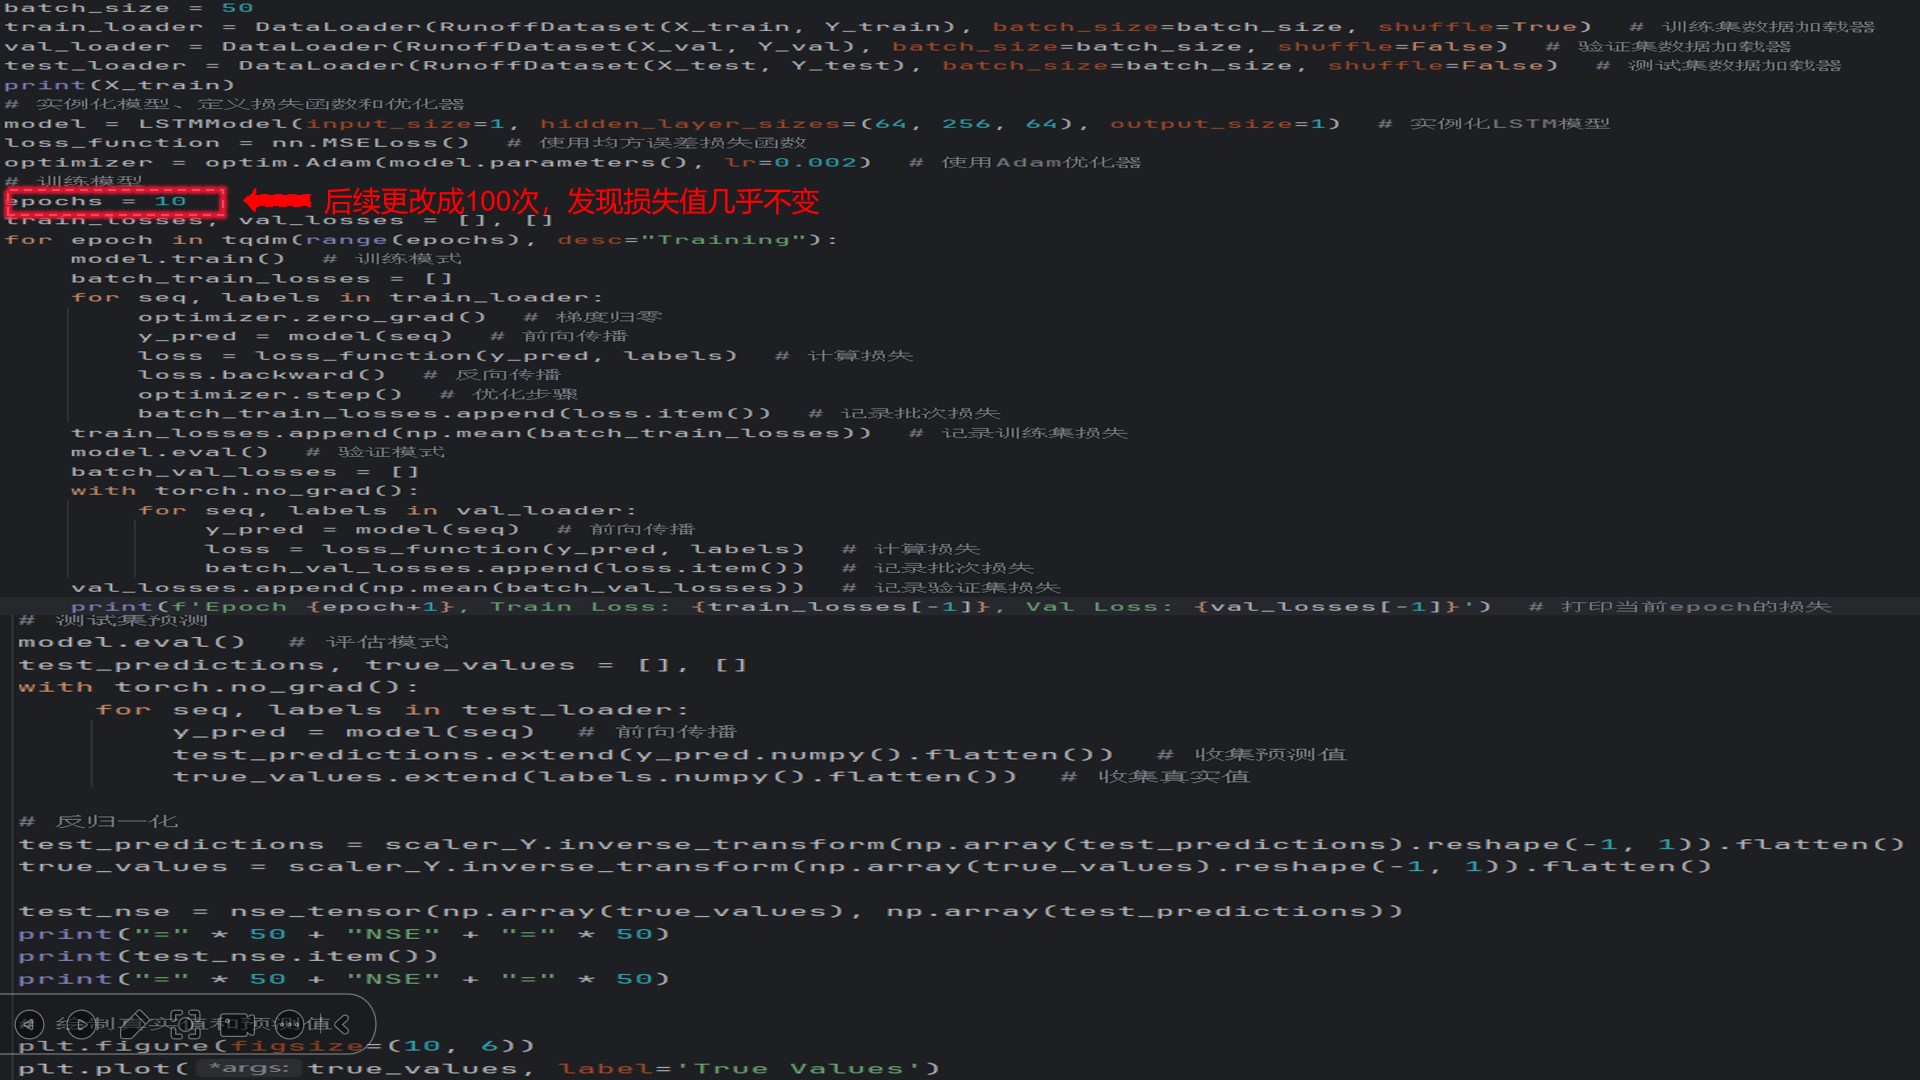 batch_size = 50
train_loader = DataLoader(RunoffDataset(X_train, Y_train), batch_size=batch_size, shuffle=True)  # 训练集数据加载器
val_loader = DataLoader(RunoffDataset(X_val, Y_val), batch_size=batch_size, shuffle=False)  # 验证集数据加载器
test_loader = DataLoader(RunoffDataset(X_test, Y_test), batch_size=batch_size, shuffle=False)  # 测试集数据加载器
print(X_train)
# 实例化模型、定义损失函数和优化器
model = LSTMModel(input_size=1, hidden_layer_sizes=(64, 256, 64), output_size=1)  # 实例化LSTM模型
loss_function = nn.MSELoss()  # 使用均方误差损失函数
optimizer = optim.Adam(model.parameters(), lr=0.002)  # 使用Adam优化器
# 训练模型
epochs = 10 后续更改成100次，发现损失值几乎不变
train_losses, val_losses = [], []
for epoch in tqdm(range(epochs), desc="Training"):
model.train()  # 训练模式
batch_train_losses = []
for seq, labels in train_loader:
optimizer.zero_grad()  # 梯度归零
y_pred = model(seq)  # 前向传播
loss = loss_function(y_pred, labels)  # 计算损失
loss.backward()  # 反向传播
optimizer.step()  # 优化步骤
batch_train_losses.append(loss.item())  # 记录批次损失
train_losses.append(np.mean(batch_train_losses))  # 记录训练集损失
model.eval()  # 验证模式
batch_val_losses = []
with torch.no_grad():
for seq, labels in val_loader:
y_pred = model(seq)  # 前向传播
loss = loss_function(y_pred, labels)  # 计算损失
batch_val_losses.append(loss.item())  # 记录批次损失
val_losses.append(np.mean(batch_val_losses))  # 记录验证集损失
print(f'Epoch {epoch+1}, Train Loss: {train_losses[-1]}, Val Loss: {val_losses[-1]}')  # 打印当前epoch的损失
# 测试集预测
model.eval()  # 评估模式
test_predictions, true_values = [], []
with torch.no_grad():
for seq, labels in test_loader:
y_pred = model(seq)  # 前向传播
test_predictions.extend(y_pred.numpy().flatten())  # 收集预测值
true_values.extend(labels.numpy().flatten())  # 收集真实值
# 反归一化
test_predictions = scaler_Y.inverse_transform(np.array(test_predictions).reshape(-1, 1)).flatten()
true_values = scaler_Y.inverse_transform(np.array(true_values).reshape(-1, 1)).flatten()
test_nse = nse_tensor(np.array(true_values), np.array(test_predictions))
print("=" * 50 + "NSE" + "=" * 50)
print(test_nse.item())
print("=" * 50 + "NSE" + "=" * 50)
# 绘制真实值和预测值
plt.figure(figsize=(10, 6))
plt.plot( *args: true_values, label='True Values')